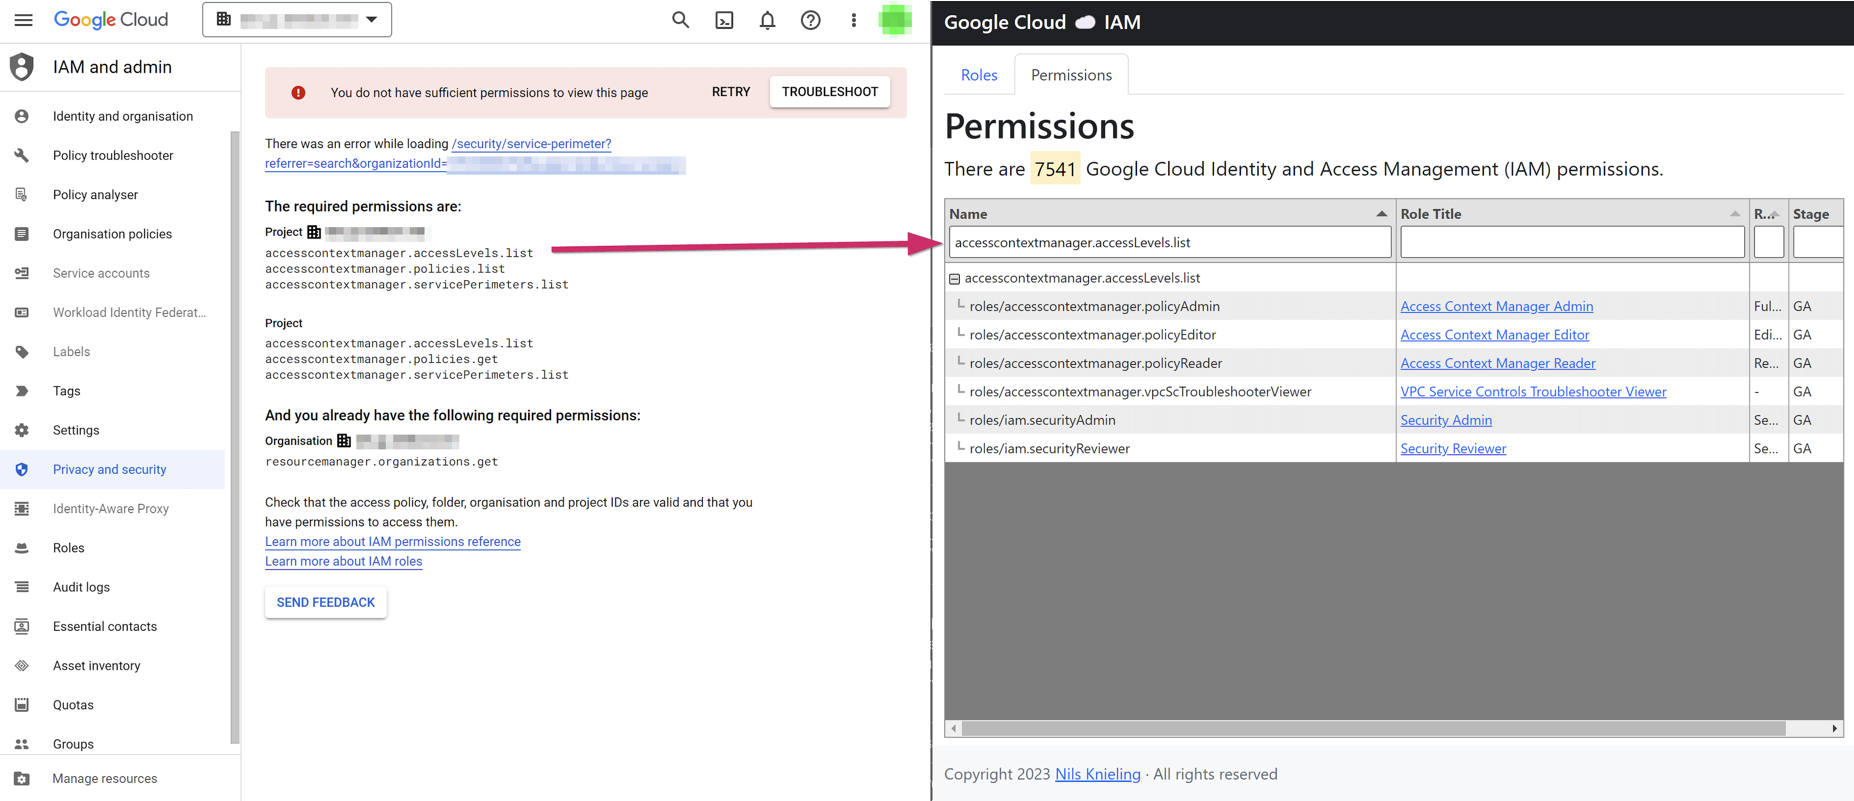 Google Cloud
IAM and admin
Identity and organisation
Policy troubleshooter
Policy analyser
Organisation policies
Service accounts
Workload Identity Federat...
Labels
Tags
Settings
Privacy and security
Identity-Aware Proxy
Roles
Audit logs
Essential contacts
Asset inventory
Quotas
Groups
Manage resources
You do not have sufficient permissions to view this page
RETRY
TROUBLESHOOT
There was an error while loading /security/service-perimeter?
referrer=search&organizationId=
The required permissions are:
Project
accesscontextmanager.accessLevels.list
accesscontextmanager.policies.list
accesscontextmanager.servicePerimeters.list
Project
accesscontextmanager.accessLevels.list
accesscontextmanager.policies.get
accesscontextmanager.servicePerimeters.list
And you already have the following required permissions:
Organisation
resourcemanager.organizations.get
Check that the access policy, folder, organisation and project IDs are valid and that you
have permissions to access them.
Learn more about IAM permissions reference
Learn more about IAM roles
SEND FEEDBACK
Google Cloud IAM
Roles
Permissions
Permissions
There are 7541 Google Cloud Identity and Access Management (IAM) permissions.
Name Role Title R... Stage
accesscontextmanager.accessLevels.list
accesscontextmanager.accessLevels.list
roles/accesscontextmanager.policyAdmin Access Context Manager Admin Ful... GA
roles/accesscontextmanager.policyEditor Access Context Manager Editor Edi... GA
roles/accesscontextmanager.policyReader Access Context Manager Reader Re... GA
roles/accesscontextmanager.vpcScTroubleshooterViewer VPC Service Controls Troubleshooter Viewer - GA
roles/iam.securityAdmin Security Admin Se... GA
roles/iam.securityReviewer Security Reviewer Se... GA
Copyright 2023 Nils Knieling · All rights reserved